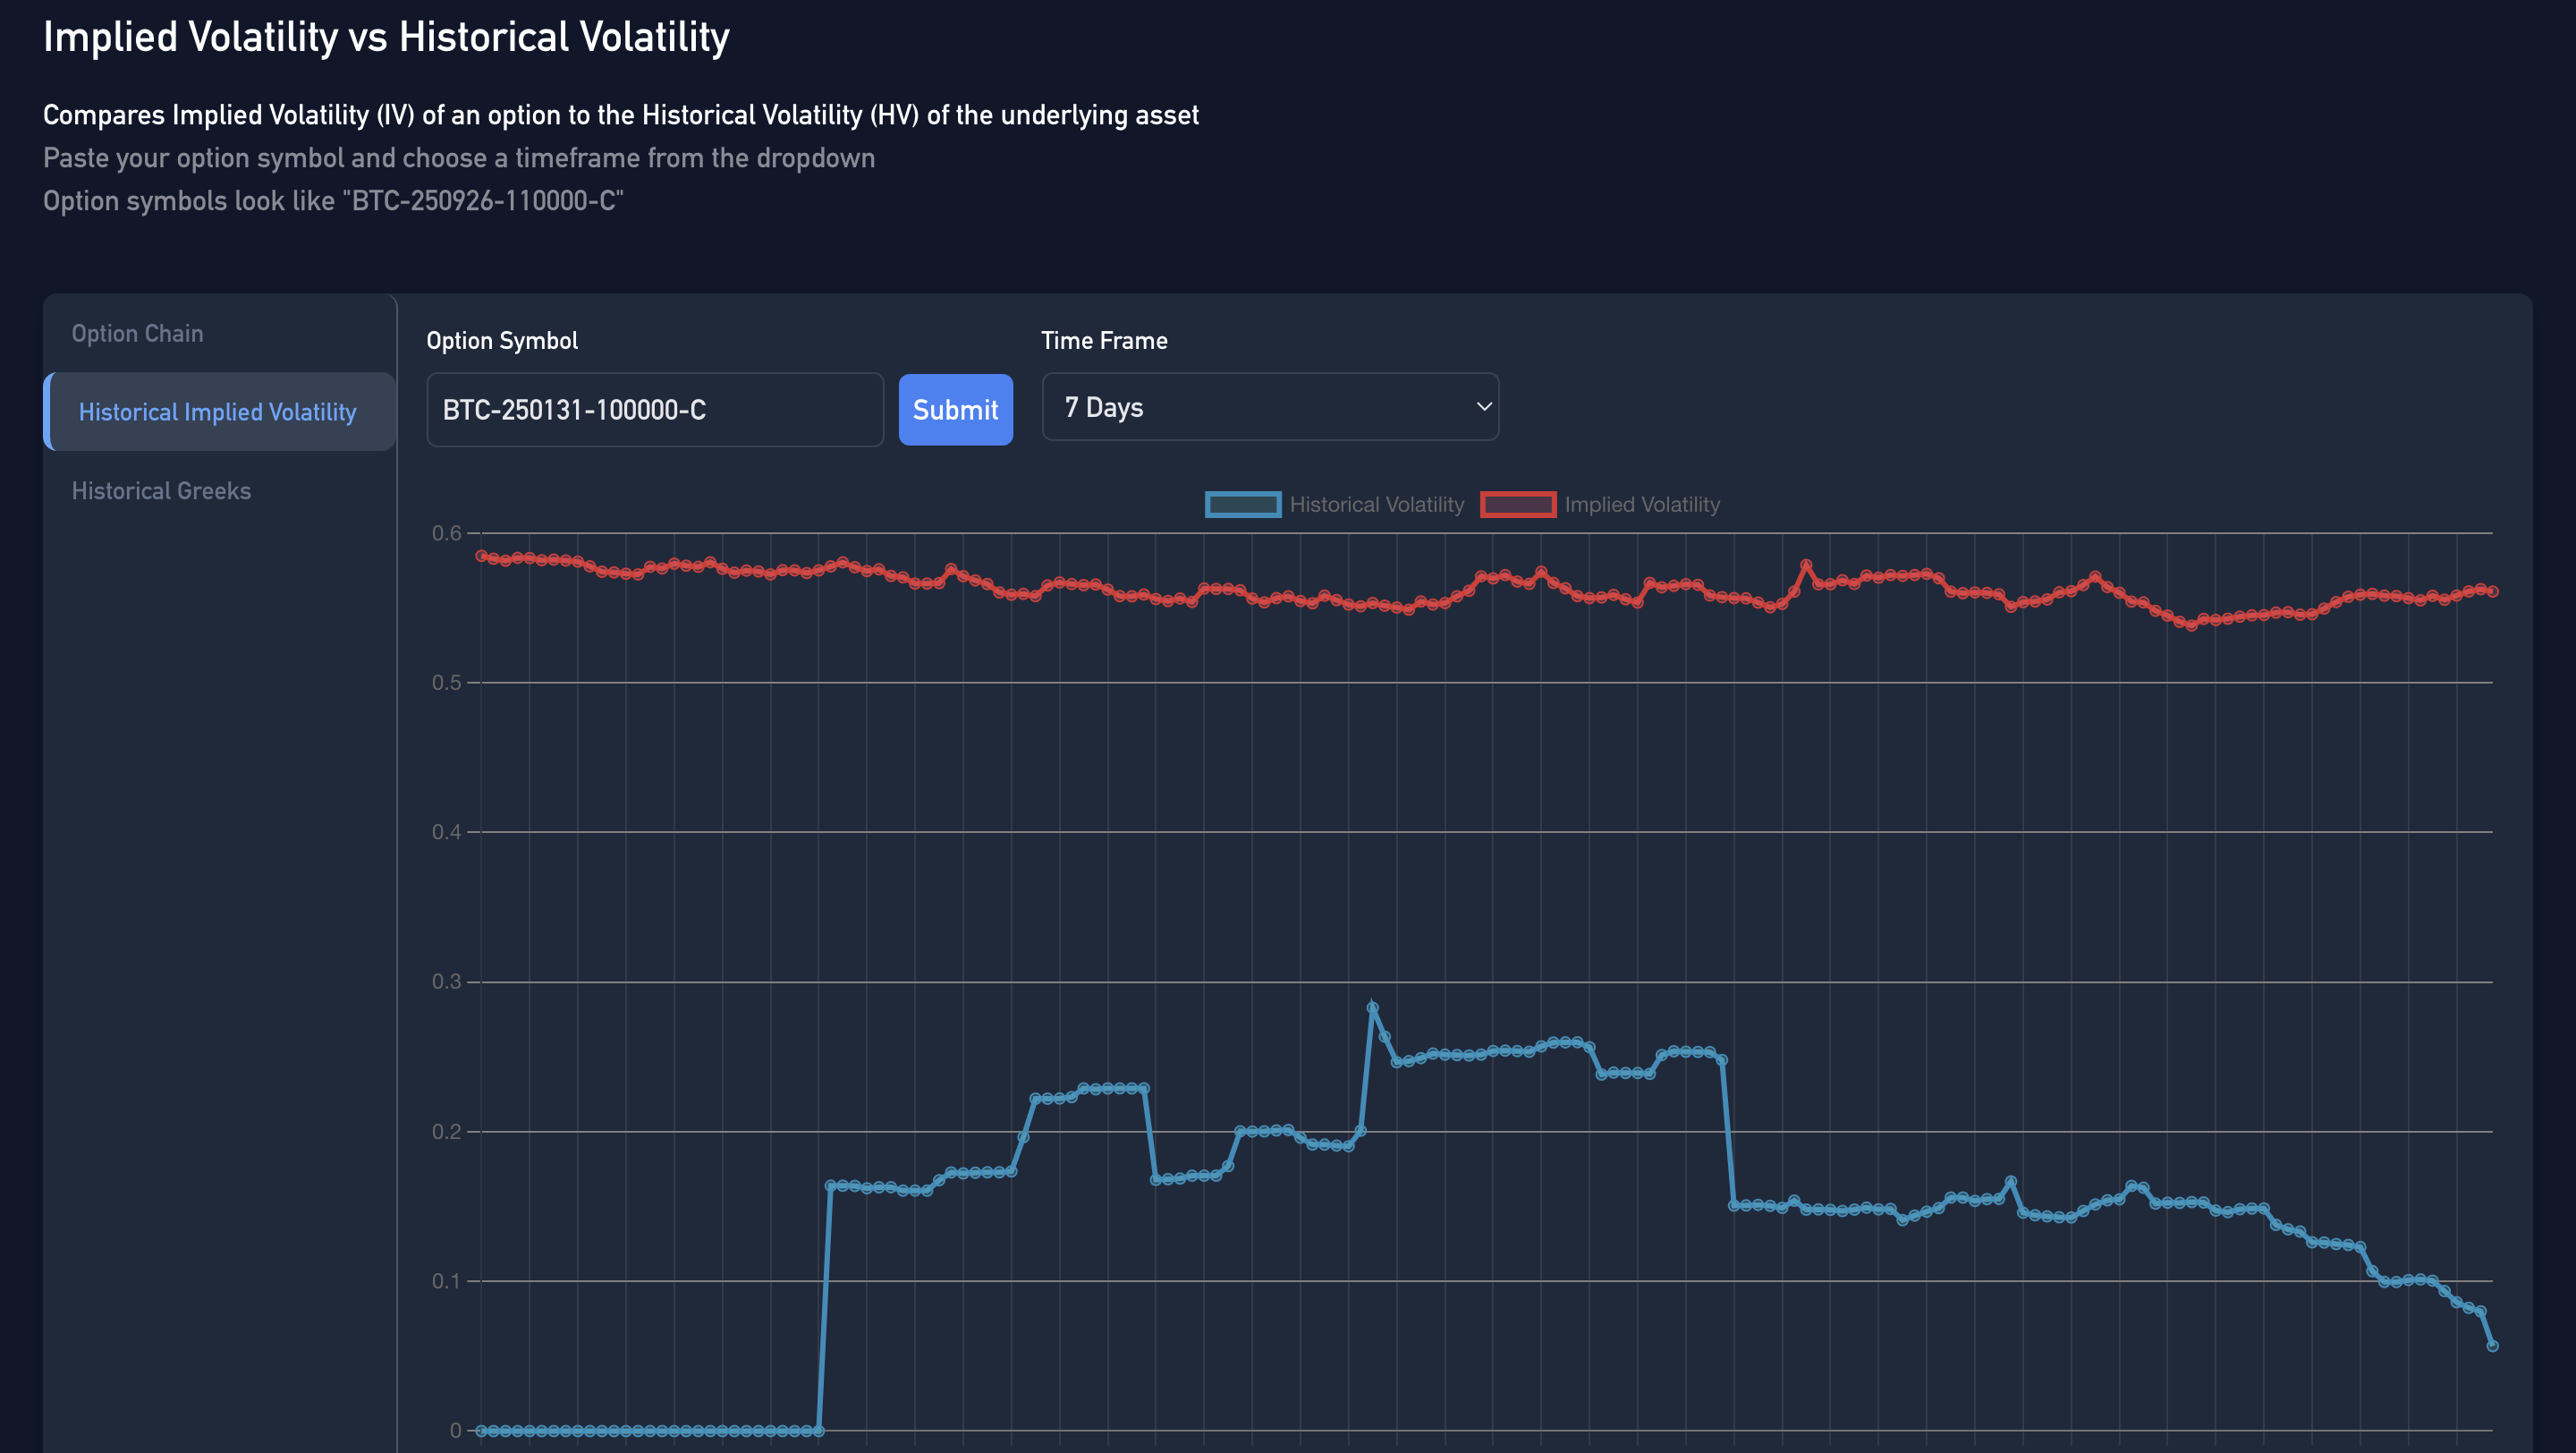 Implied Volatility vs Historical Volatility
Compares Implied Volatility (IV) of an option to the Historical Volatility (HV) of the underlying asset
Paste your option symbol and choose a timeframe from the dropdown
Option symbols look like "BTC-250926-110000-C"
Option Chain
Historical Implied Volatility
Historical Greeks
Option Symbol
Time Frame
BTC-250131-100000-C
Submit
7 Days
Historical Volatility
Implied Volatility
0.6
0.5
0.4
0.3
0.2
0.1
0